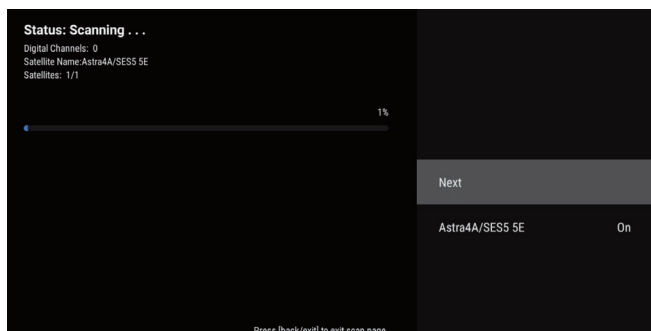 Status: Scanning . . .
Digital Channels: 0
Satellite Name:Astra4A/SES5 5E
Satellites: 1/1
1%
Next
Astra4A/SES5 5E On
Press [back/exit] to exit scan page